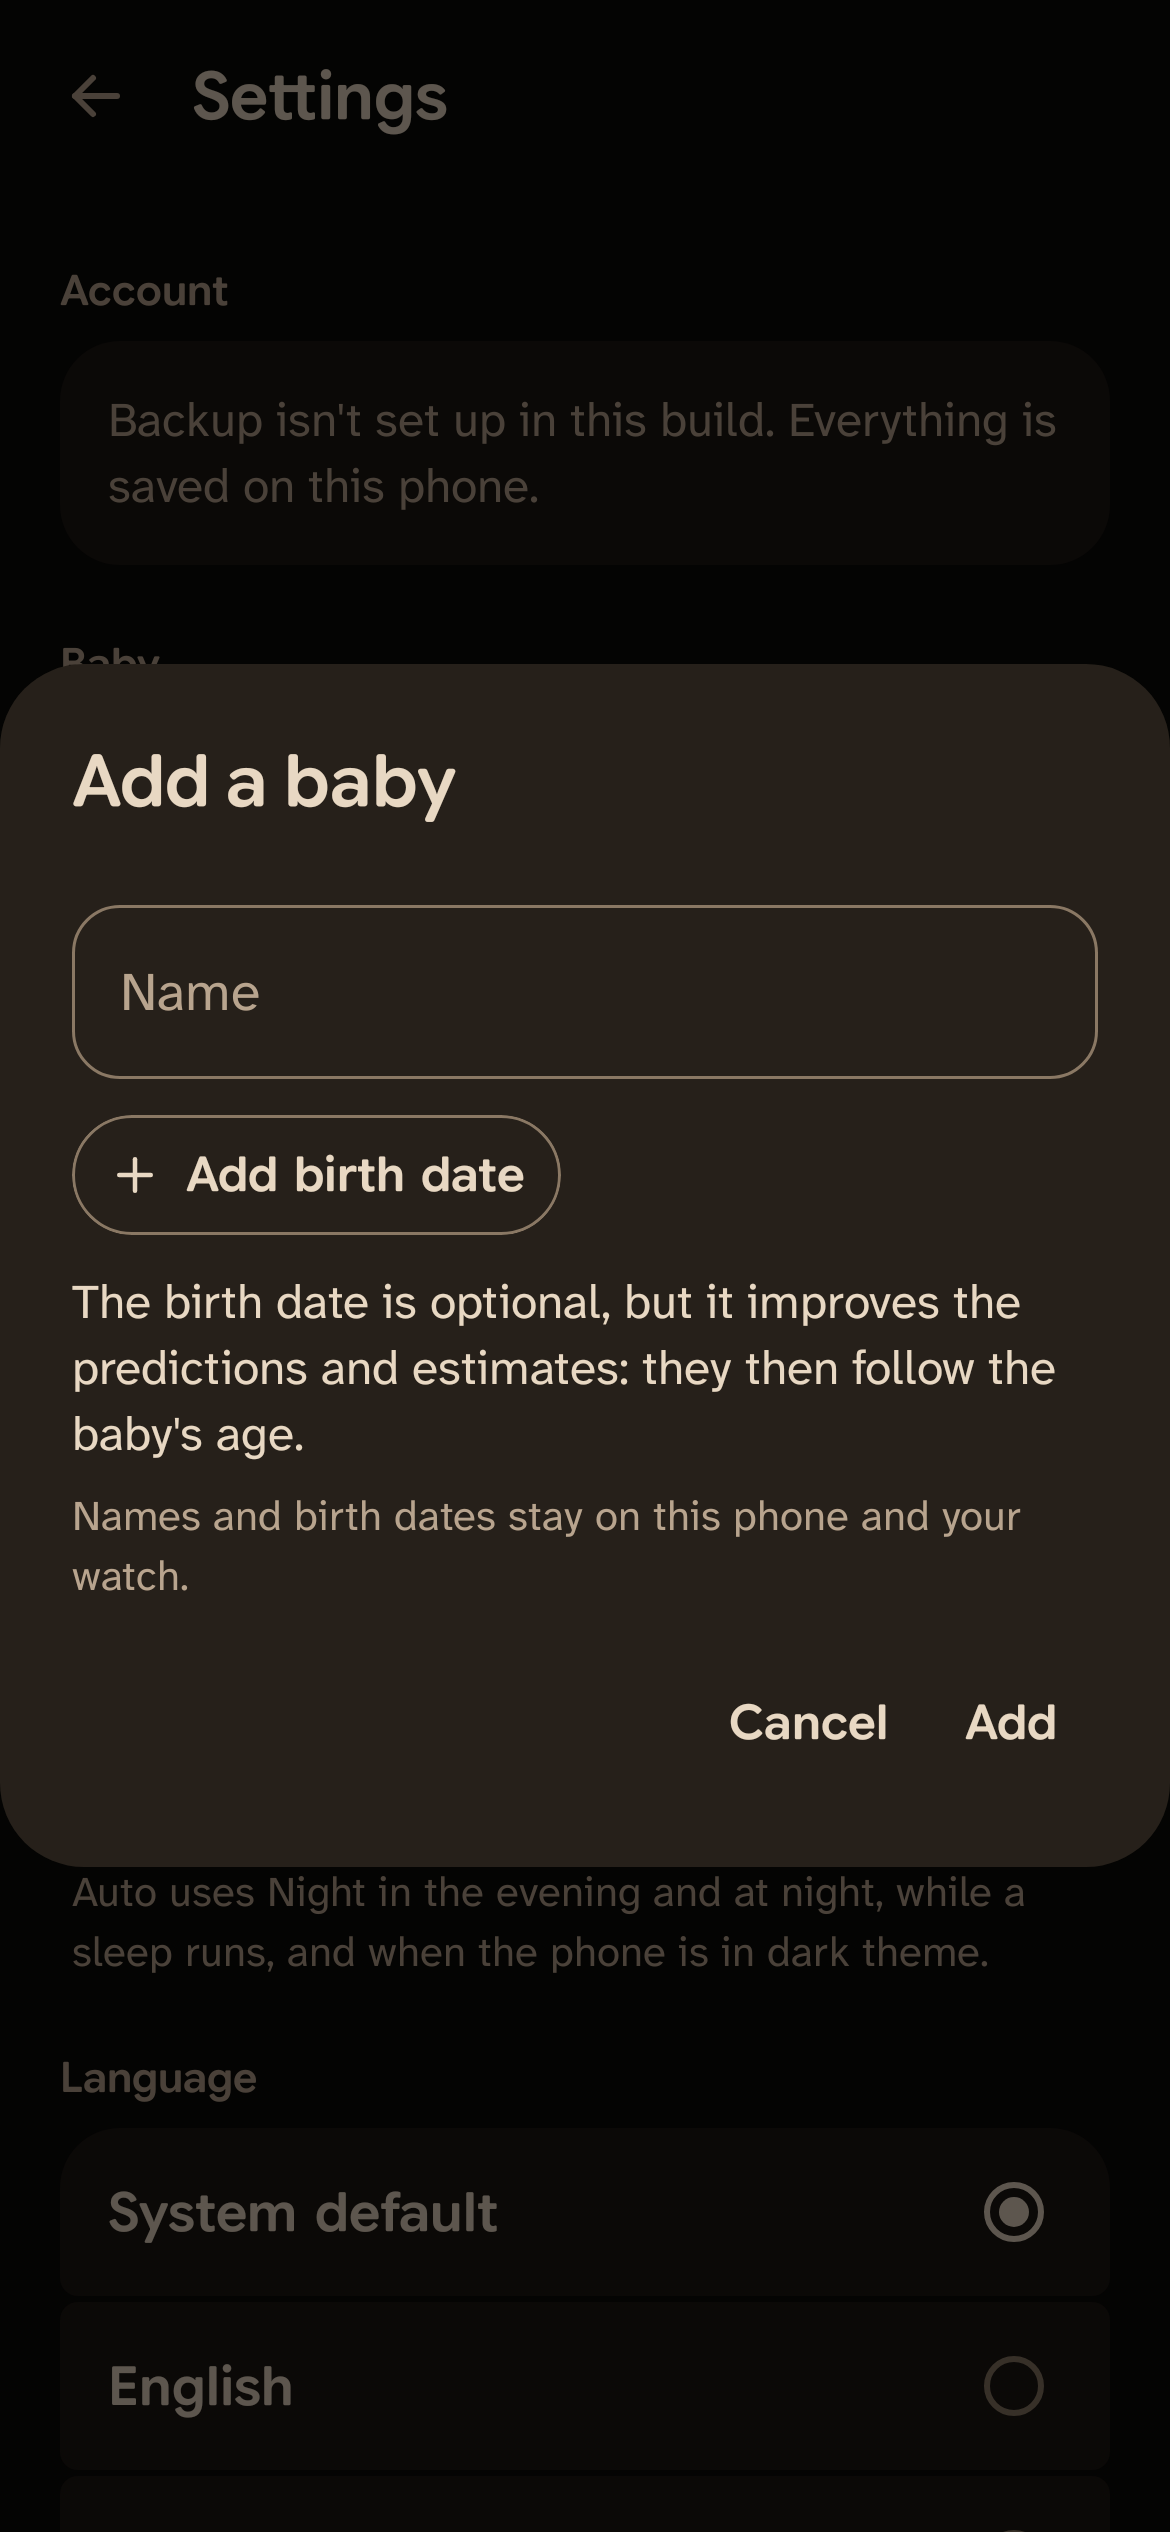 Settings
Account
Backup isn't set up in this build. Everything is
saved on this phone.
Baby
Add a baby
Name
Add birth date
The birth date is optional, but it improves the
predictions and estimates: they then follow the
baby's age.
Names and birth dates stay on this phone and your
watch.
Cancel Add
Auto uses Night in the evening and at night, while a
sleep runs, and when the phone is in dark theme.
Language
System default
English